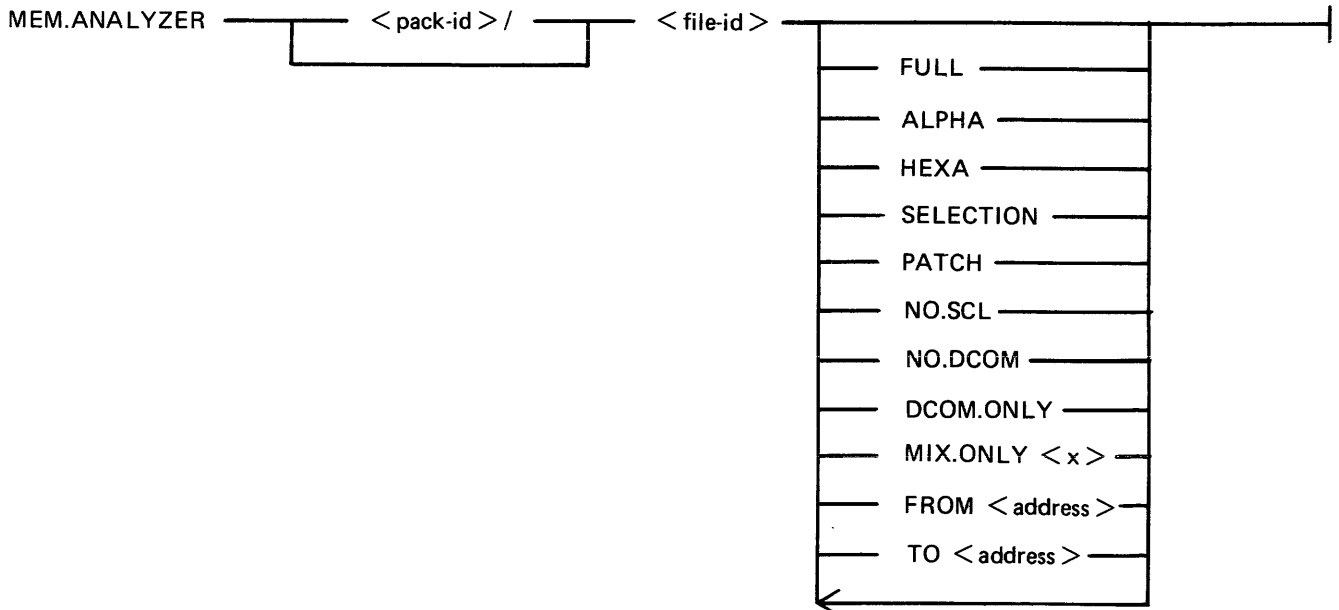 MEM.ANALYZER <pack-id>/ <file-id>
FULL
ALPHA
HEXA
SELECTION
PATCH
NO.SCL
NO.DCOM
DCOM.ONLY
MIX.ONLY <x>
FROM <address>
TO <address>